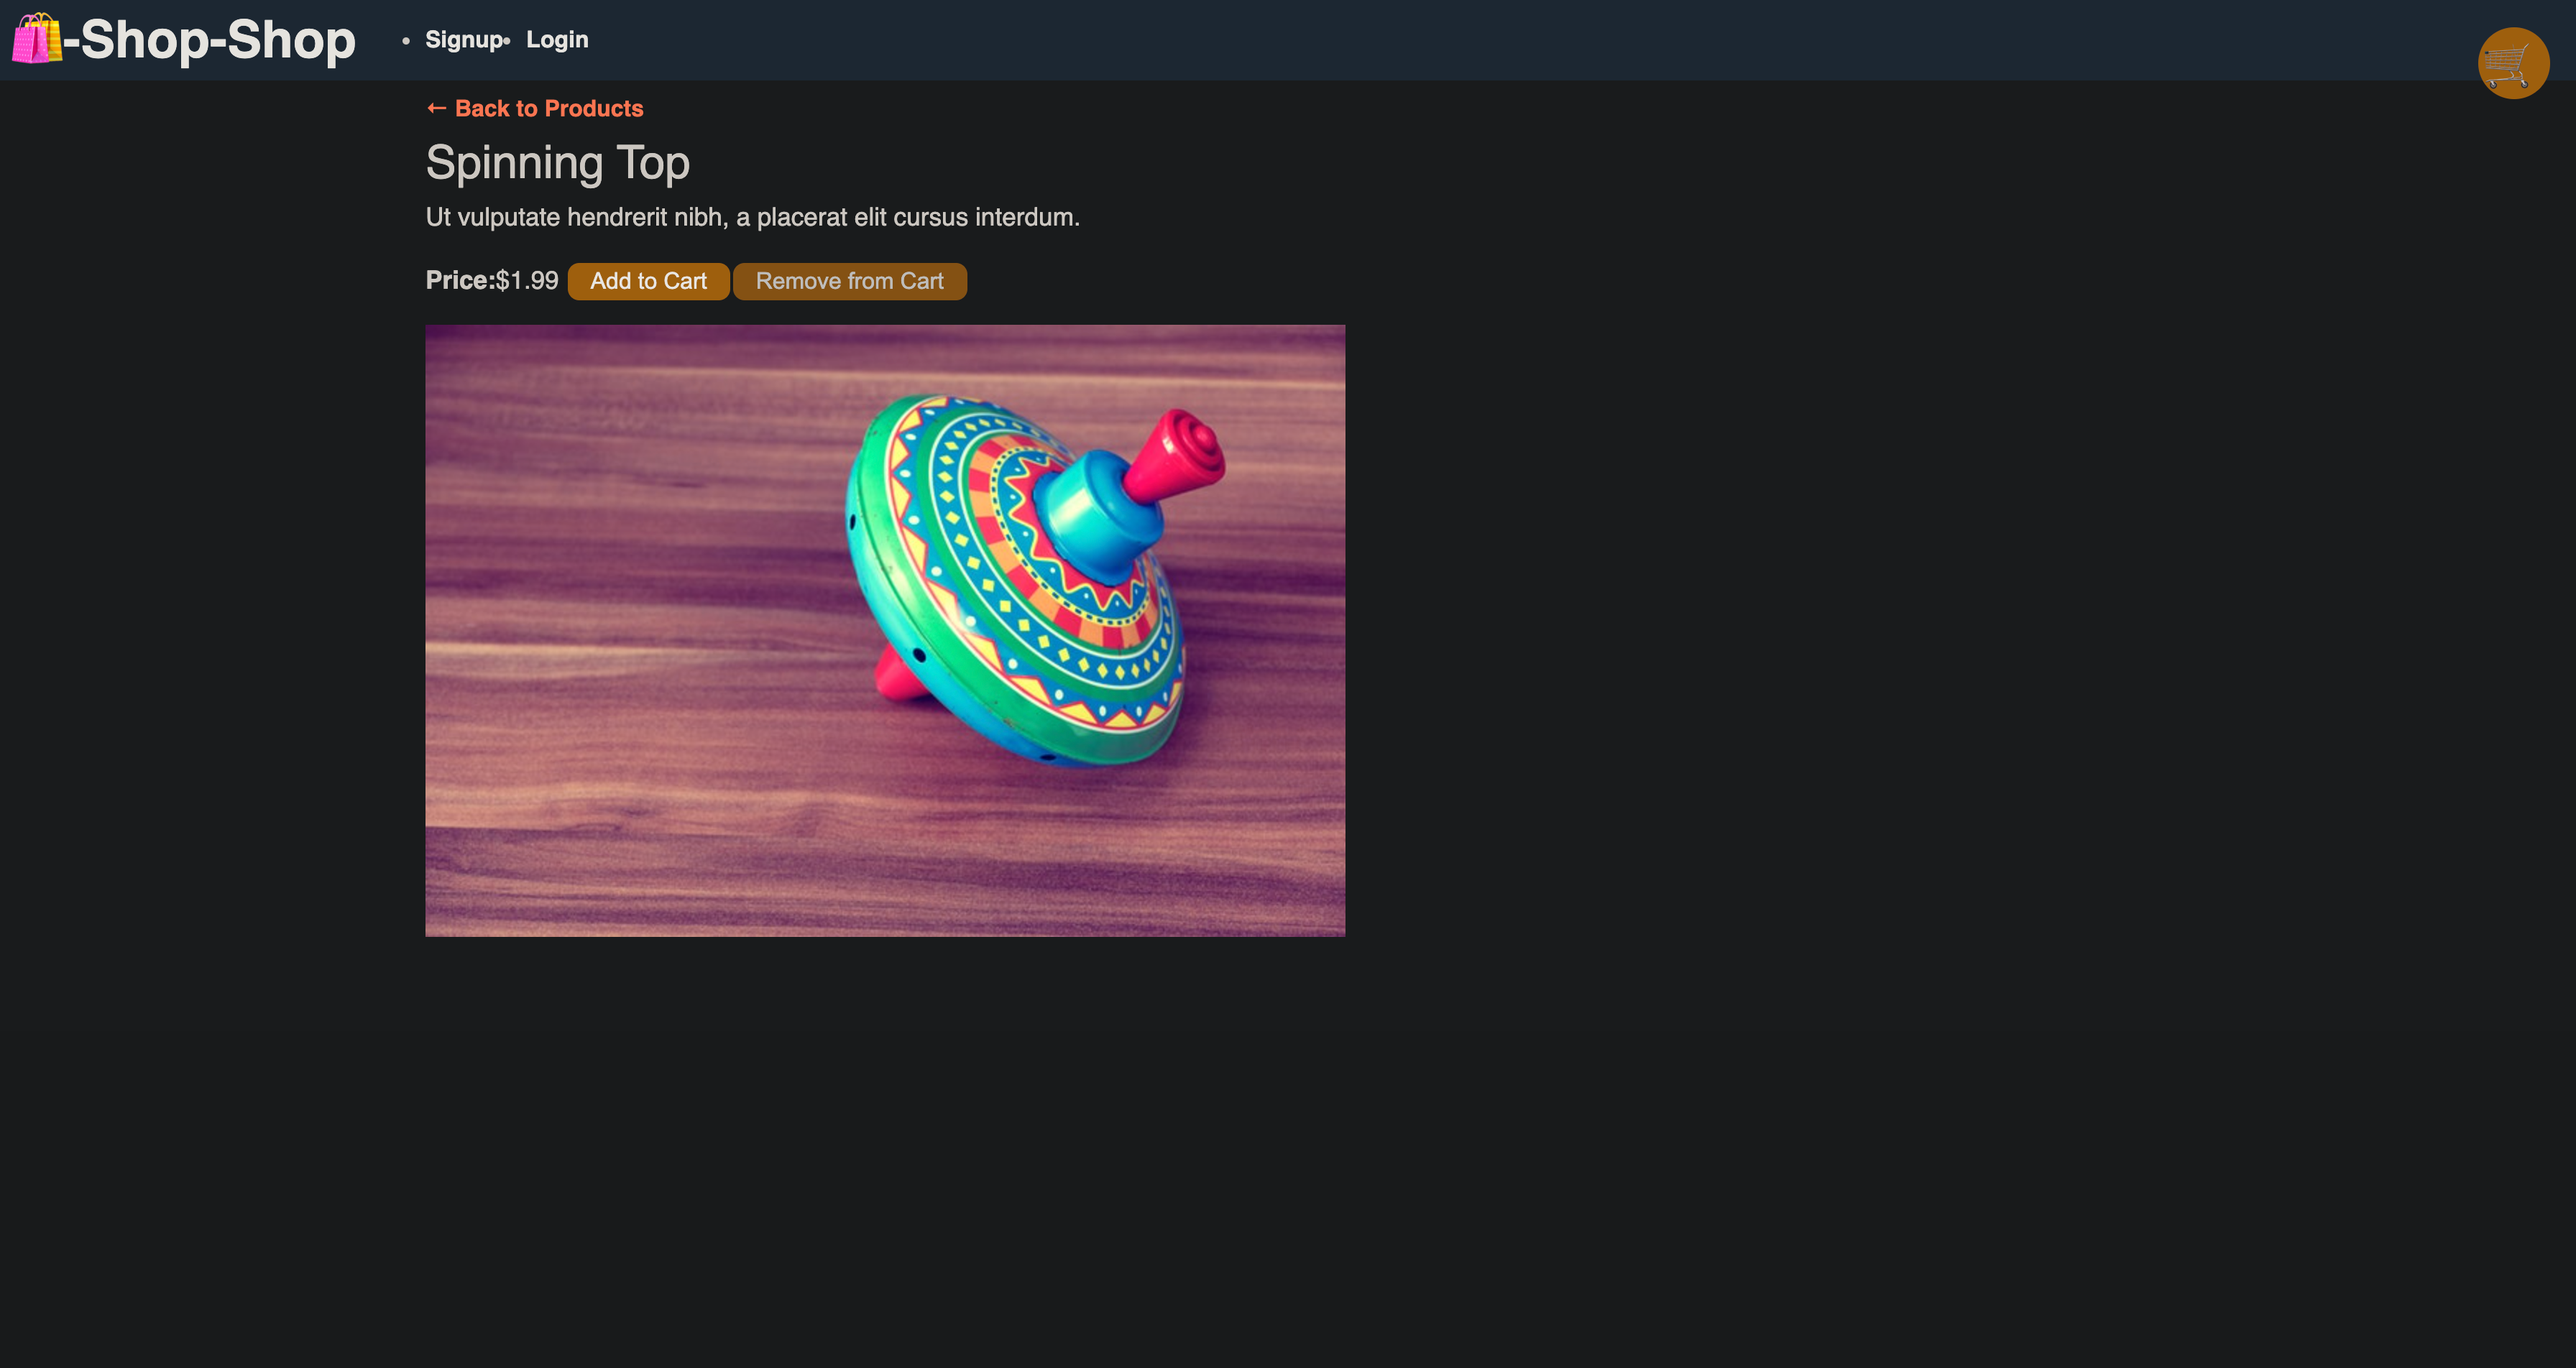 🛍️-Shop-Shop
• Signup• Login
← Back to Products
Spinning Top
Ut vulputate hendrerit nibh, a placerat elit cursus interdum.
Price:$1.99 Add to Cart Remove from Cart